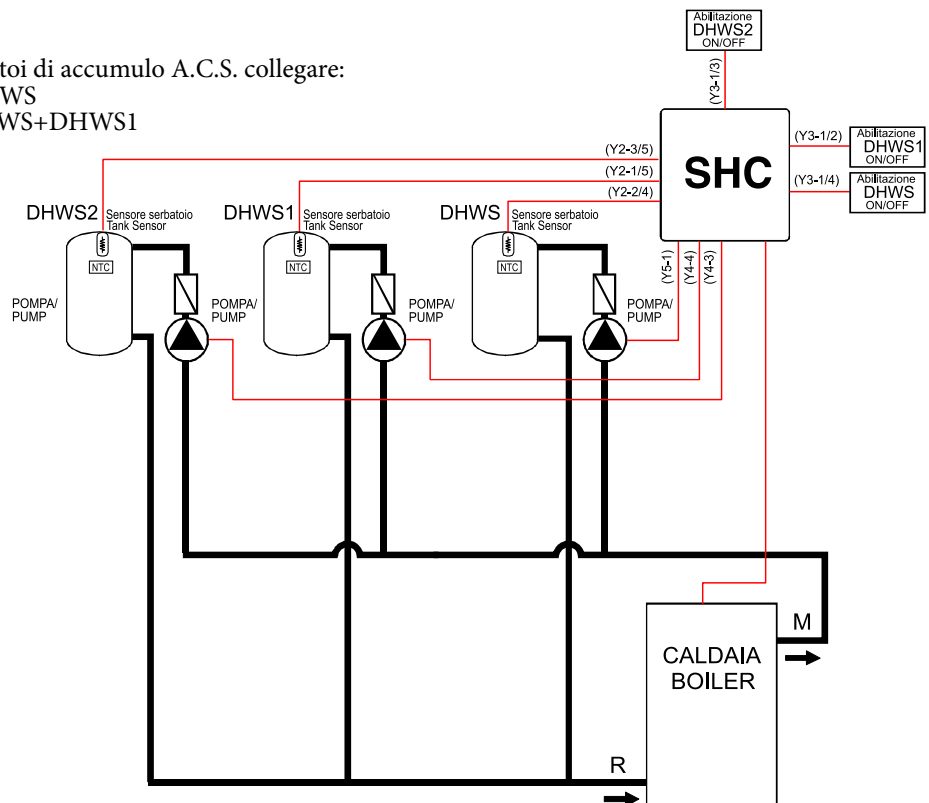 Abilitazione
DHWS2
ON/OFF
toi di accumulo A.C.S. collegare:
WS
WS+DHWS1
(Y3-1/3)
(Y2-3/5)
(Y2-1/5)
(Y2-2/4)
SHC
(Y3-1/2)
Abilitazione
DHWS1
ON/OFF
(Y3-1/4)
Abilitazione
DHWS
ON/OFF
DHWS2
Sensore serbatoio
Tank Sensor
NTC
POMPA/
PUMP
DHWS1
Sensore serbatoio
Tank Sensor
NTC
POMPA/
PUMP
DHWS
Sensore serbatoio
Tank Sensor
NTC
POMPA/
PUMP
POMPA/
PUMP
(Y5-1)
(Y4-4)
(Y4-3)
M
CALDAIA
BOILER
R